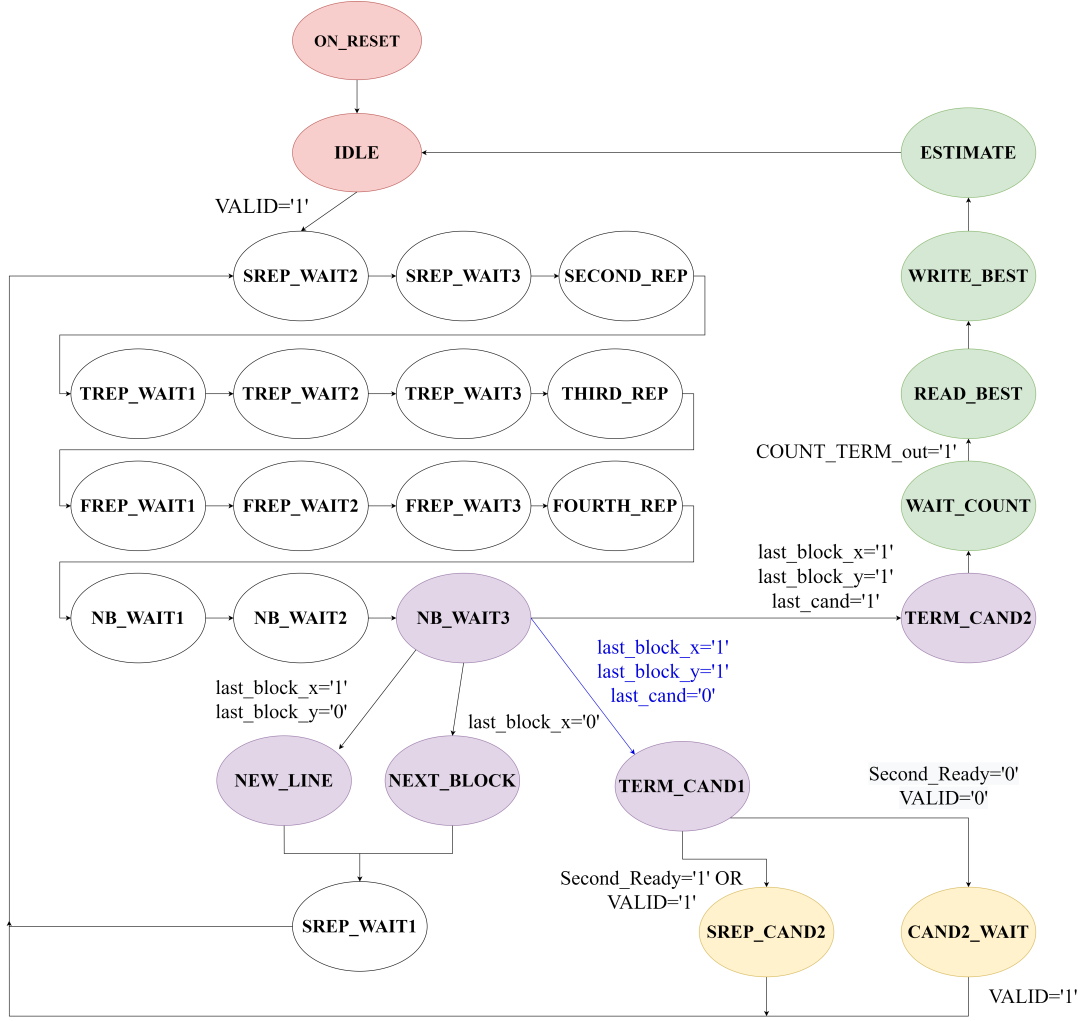 ON_RESET
IDLE
ESTIMATE
VALID='1'
SREP_WAIT2
SREP_WAIT3
SECOND_REP
WRITE_BEST
TREP_WAIT1
TREP_WAIT2
TREP_WAIT3
THIRD_REP
READ_BEST
COUNT_TERM_out='1'
FREP_WAIT1
FREP_WAIT2
FREP_WAIT3
FOURTH_REP
WAIT_COUNT
last_block_x='1'
last_block_y='1'
last_cand='1'
NB_WAIT1
NB_WAIT2
NB_WAIT3
TERM_CAND2
last_block_x='1'
last_block_y='1'
last_cand='0'
last_block_x='1'
last_block_y='0'
last_block_x='0'
NEW_LINE
NEXT_BLOCK
TERM_CAND1
Second_Ready='0'
VALID='0'
Second_Ready='1' OR
VALID='1'
SREP_WAIT1
SREP_CAND2
CAND2_WAIT
VALID='1'